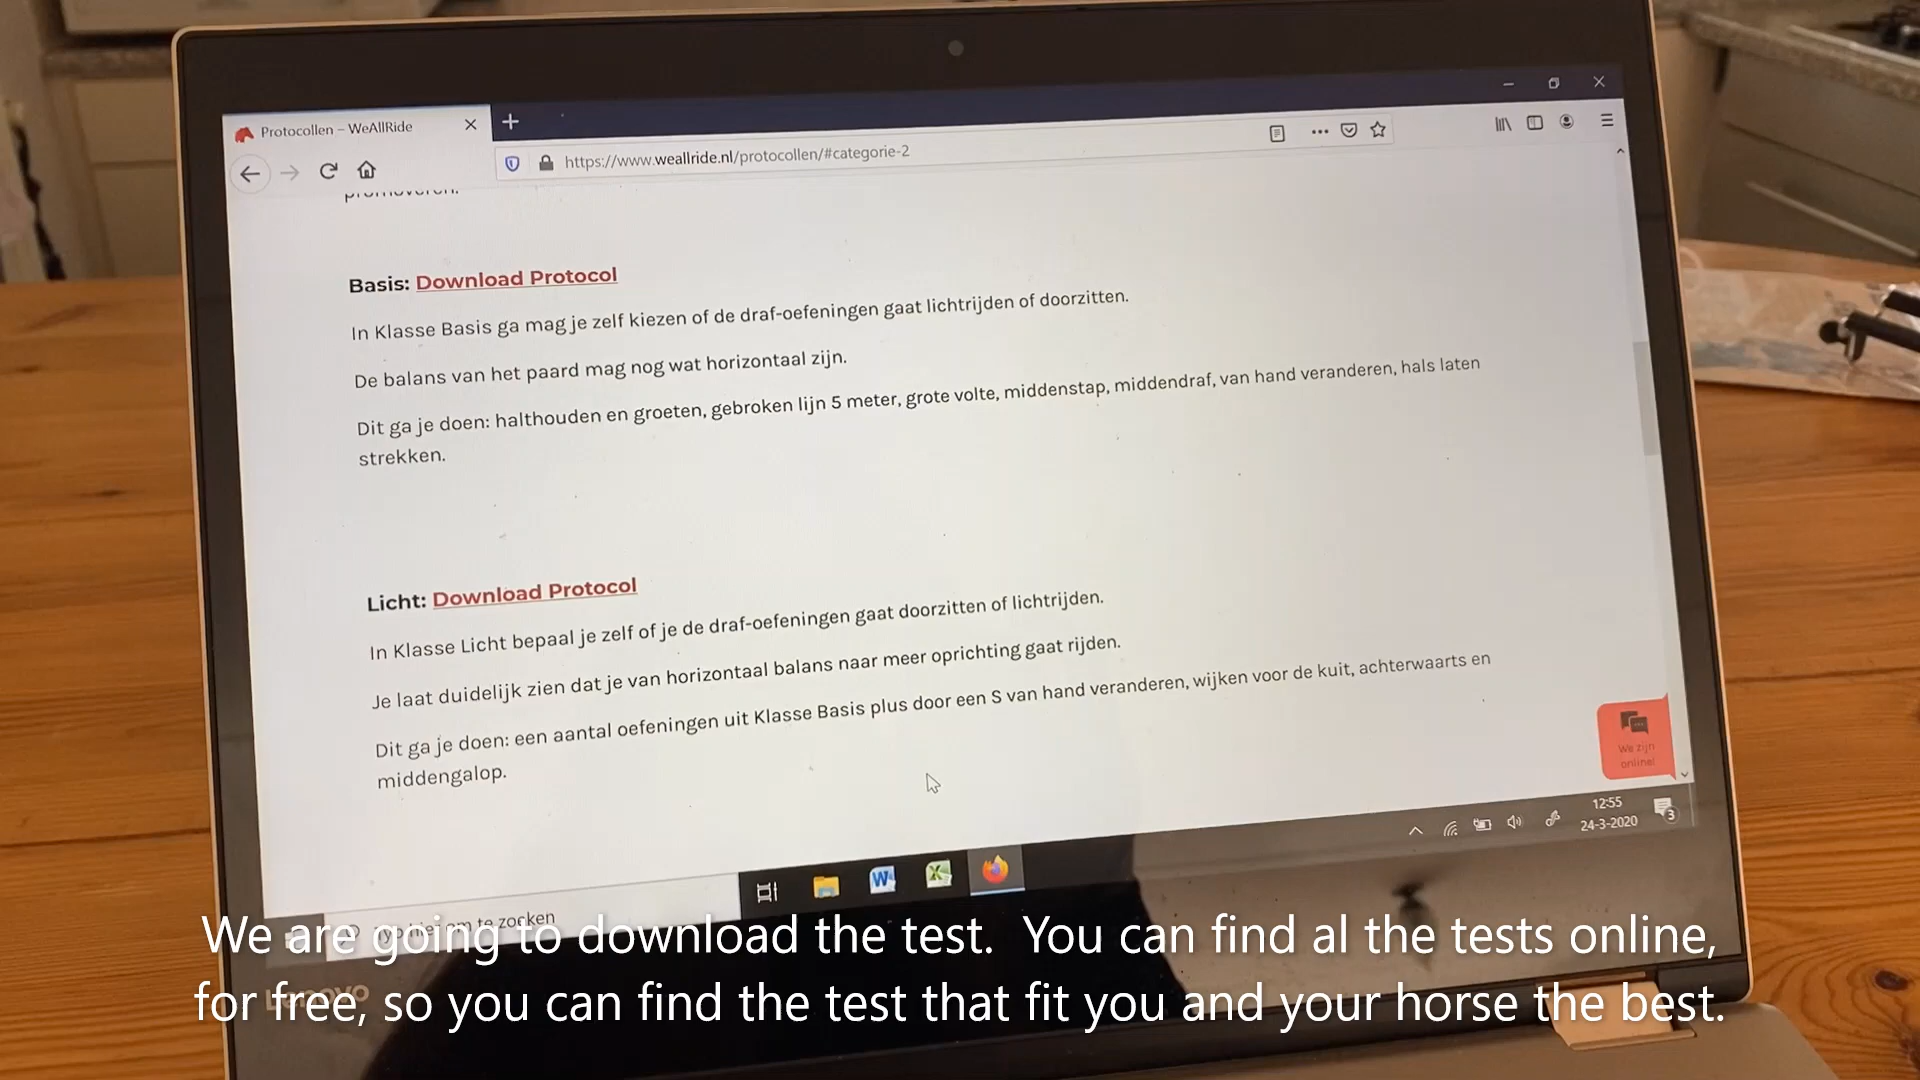 Protocollen – WeAllRide
https://www.weallride.nl/protocollen/#categorie-2
Basis: Download Protocol
In Klasse Basis ga mag je zelf kiezen of de draf-oefeningen gaat lichtrijden of doorzitten.
De balans van het paard mag nog wat horizontaal zijn.
Dit ga je doen: halthouden en groeten, gebroken lijn 5 meter, grote volte, middenstap, middendraf, van hand veranderen, hals laten
strekken.
Licht: Download Protocol
In Klasse Licht bepaal je zelf of je de draf-oefeningen gaat doorzitten of lichtrijden.
Je laat duidelijk zien dat je van horizontaal balans naar meer oprichting gaat rijden.
Dit ga je doen: een aantal oefeningen uit Klasse Basis plus door een S van hand veranderen, wijken voor de kuit, achterwaarts en
middengalop.
We zijn
online!
12:55
24-3-2020
3
om te zoeken
We are going to download the test. You can find al the tests online,
for free, so you can find the test that fit you and your horse the best.